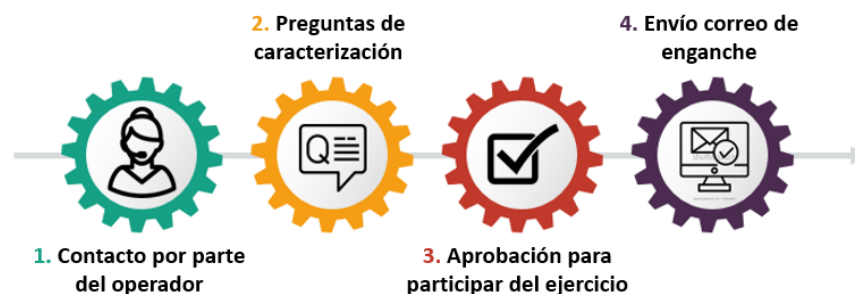 2. Preguntas de
caracterización
4. Envío correo de
enganche
Q
1. Contacto por parte
del operador
3. Aprobación para
participar del ejercicio